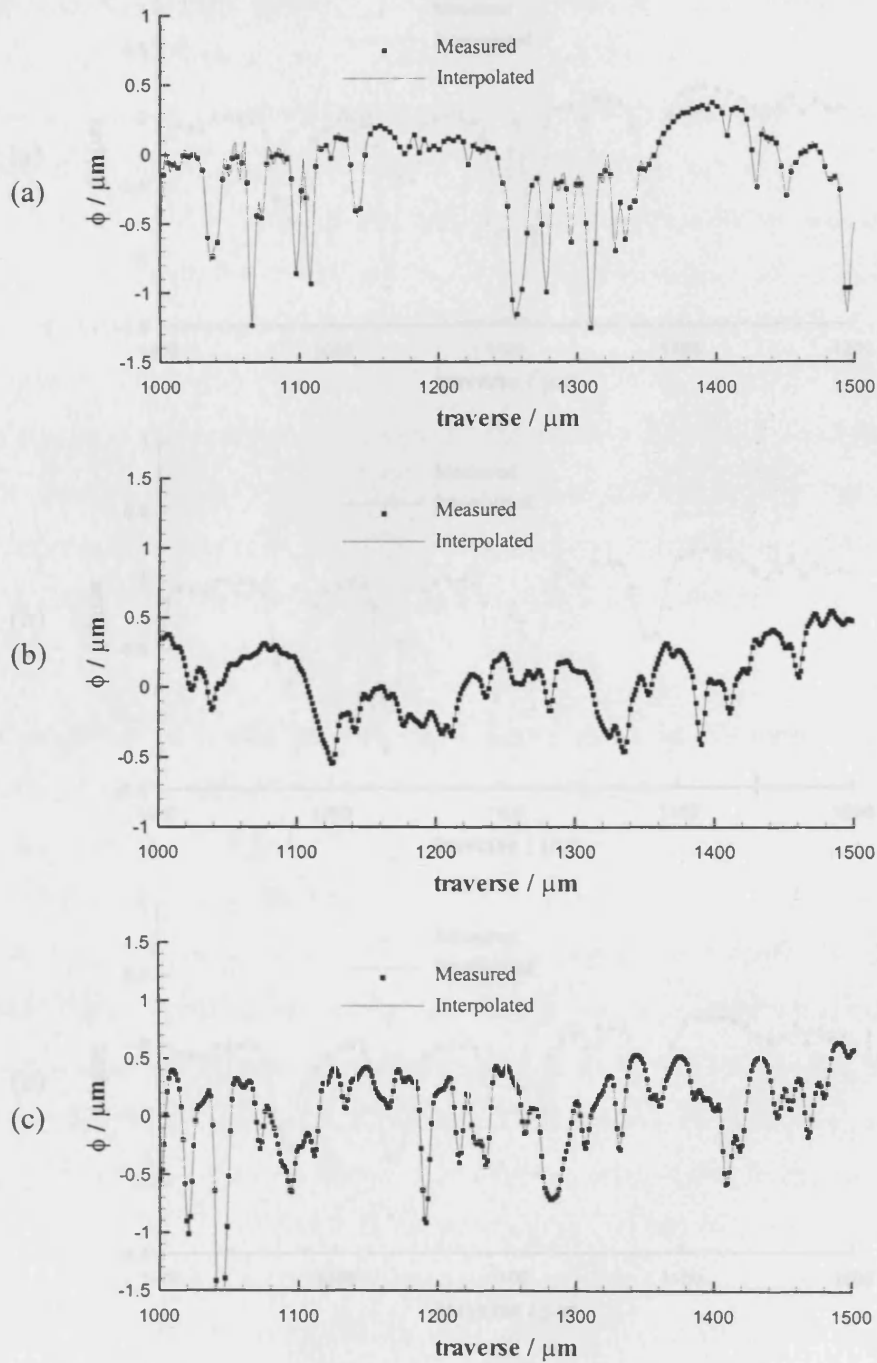 1
Measured
Interpolated
0.5
0
-0.5
-1
-1.5
(a)
φ / μm
1000
1100
1200
1300
1400
1500
traverse / μm
1.5
Measured
1
Interpolated
0.5
0
-0.5
-1
(b)
φ / μm
1000
1100
1200
1300
1400
1500
traverse / μm
1.5
Measured
1
Interpolated
0.5
0
-0.5
-1
-1.5
(c)
φ / μm
1000
1100
1200
1300
1400
1500
traverse / μm